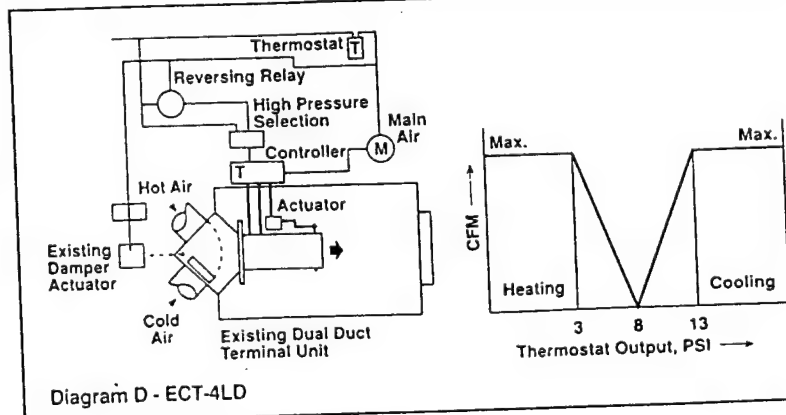 Thermostat
T
Reversing Relay
High Pressure
Selection
Main
Air
M
Controller
T
Hot Air
Actuator
Existing
Damper
Actuator
Cold
Air
Existing Dual Duct
Terminal Unit
Max.
Max.
CFM
Heating
Cooling
3 8 13
Thermostat Output, PSI
Diagram D - ECT-4LD